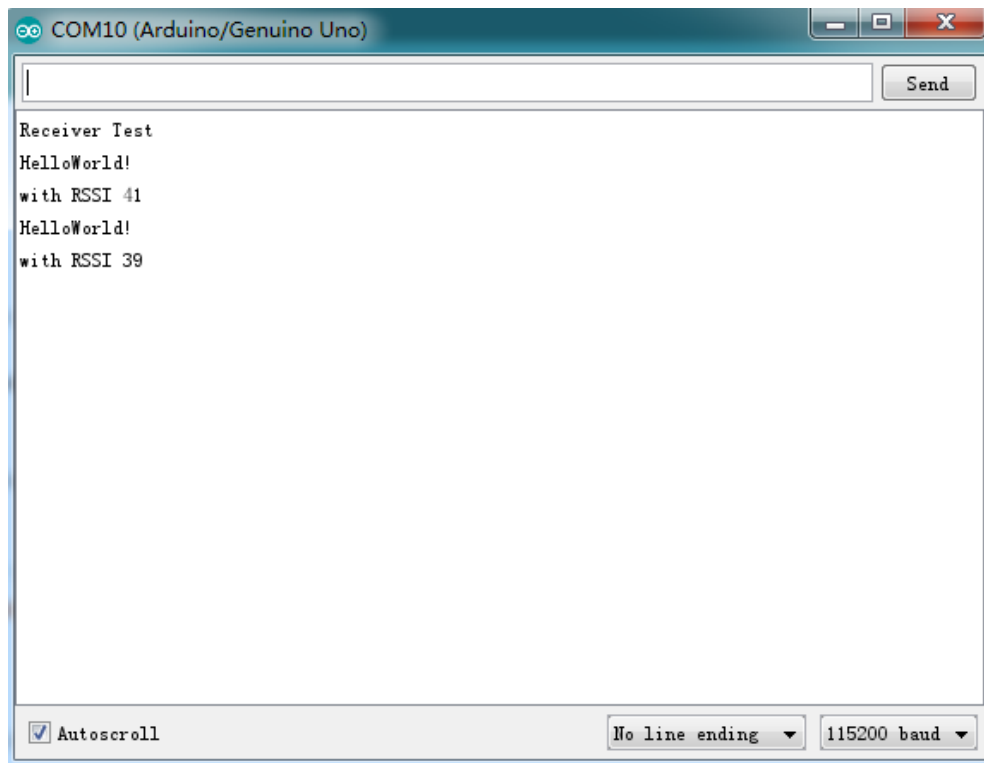 COM10 (Arduino/Genuino Uno)
Send
Receiver Test
HelloWorld!
with RSSI 41
HelloWorld!
with RSSI 39
Autoscroll
No line ending
115200 baud